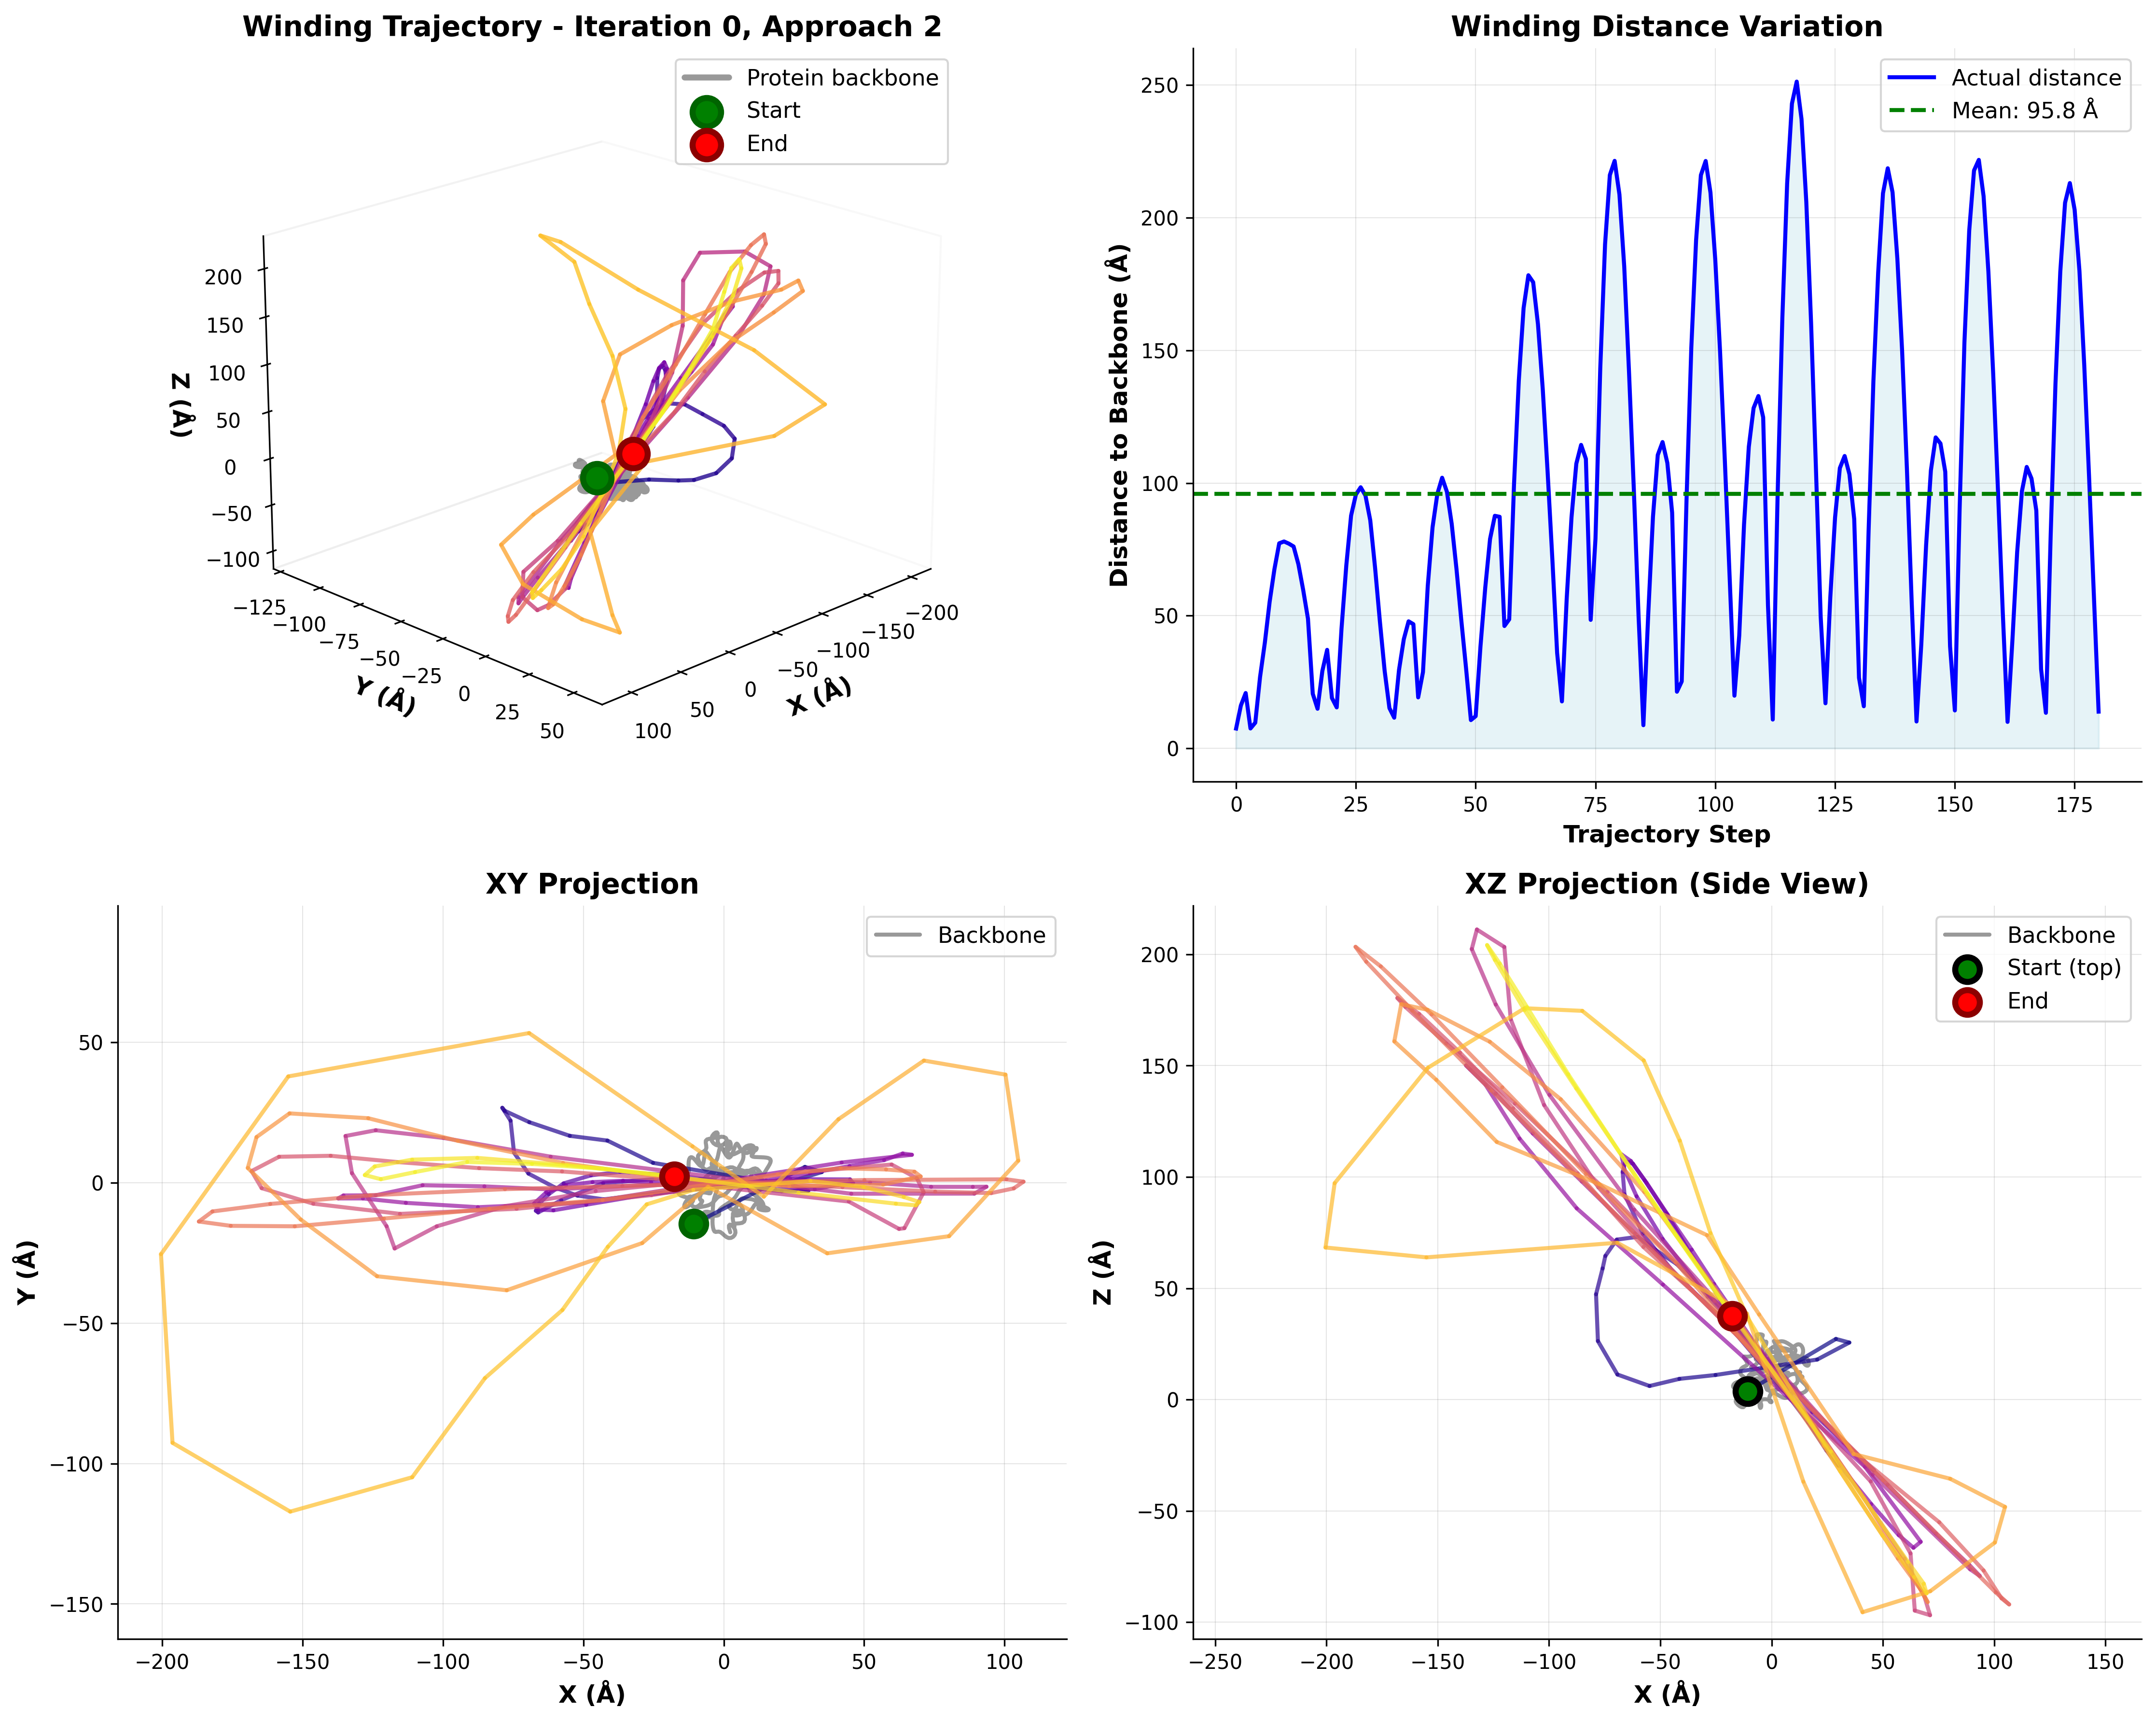 Winding Trajectory - Iteration 0, Approach 2
Protein backbone
Start
End
200
150
100
50
0
−50
−100
Z (Å)
−125
−100
−75
−50
−25
0
25
50
Y (Å)
100
50
0
−50
−100
−150
−200
X (Å)
Winding Distance Variation
Actual distance
Mean: 95.8 Å
250
200
150
100
50
0
Distance to Backbone (Å)
0 25 50 75 100 125 150 175
Trajectory Step
XY Projection
Backbone
50
0
−50
−100
−150
Y (Å)
−200 −150 −100 −50 0 50 100
X (Å)
XZ Projection (Side View)
Backbone
Start (top)
End
200
150
100
50
0
−50
−100
Z (Å)
−250 −200 −150 −100 −50 0 50 100 150
X (Å)